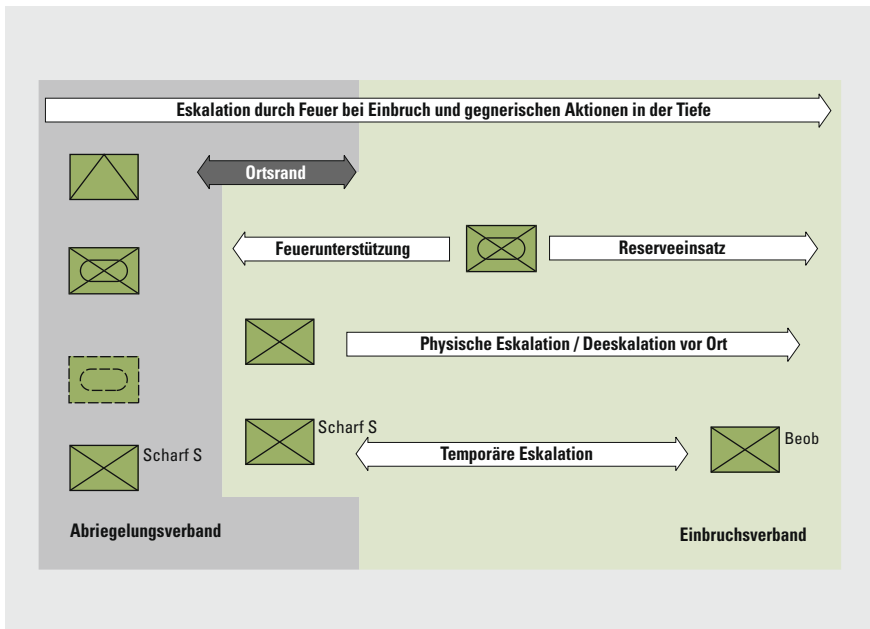 Eskalation durch Feuer bei Einbruch und gegnerischen Aktionen in der Tiefe
Ortsrand
Feuerunterstützung
Reserveeinsatz
Physische Eskalation / Deeskalation vor Ort
Scharf S
Scharf S
Temporäre Eskalation
Beob
Abriegelungsverband
Einbruchsverband